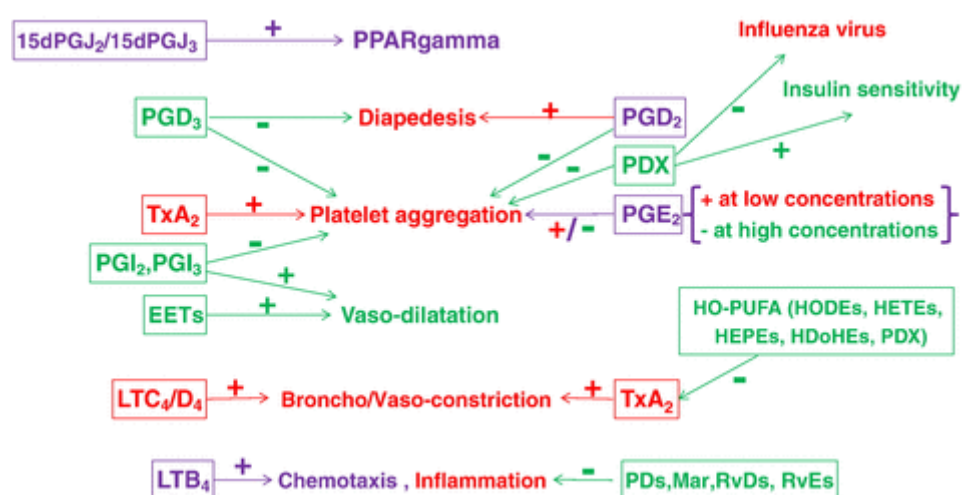 15dPGJ₂/15dPGJ₃ + PPARgamma
Influenza virus
Insulin sensitivity
PGD₃ - Diapedesis + PGD₂ -
- - - PDX +
TxA₂ + Platelet aggregation +/- PGE₂ + at low concentrations
- at high concentrations
PGI₂,PGI₃ - +
EETs + Vaso-dilatation
HO-PUFA (HODEs, HETEs,
HEPEs, HDoHEs, PDX)
-
LTC₄/D₄ + Broncho/Vaso-constriction + TxA₂
LTB₄ + Chemotaxis , Inflammation - PDs,Mar,RvDs, RvEs